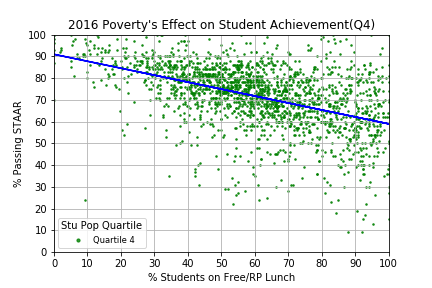 2016 Poverty's Effect on Student Achievement(Q4)
100
90
80
70
60
50
40
30
20
10
0
% Passing STAAR
Stu Pop Quartile
Quartile 4
0 10 20 30 40 50 60 70 80 90 100
% Students on Free/RP Lunch